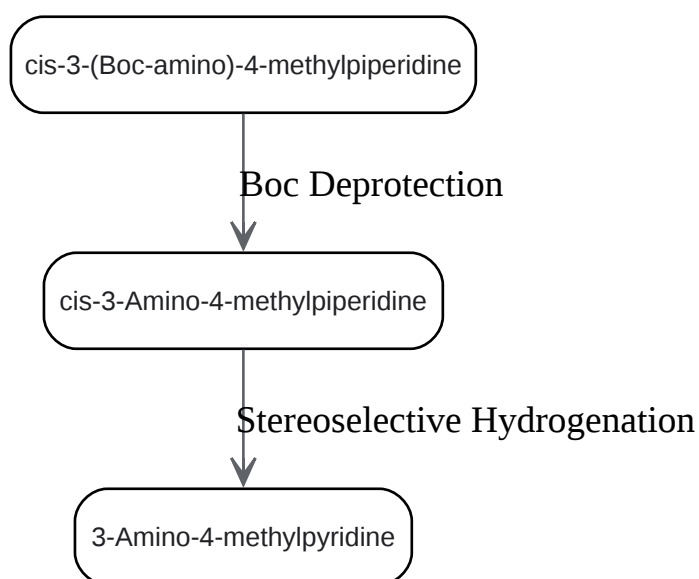 cis-3-(Boc-amino)-4-methylpiperidine
Boc Deprotection
cis-3-Amino-4-methylpiperidine
Stereoselective Hydrogenation
3-Amino-4-methylpyridine